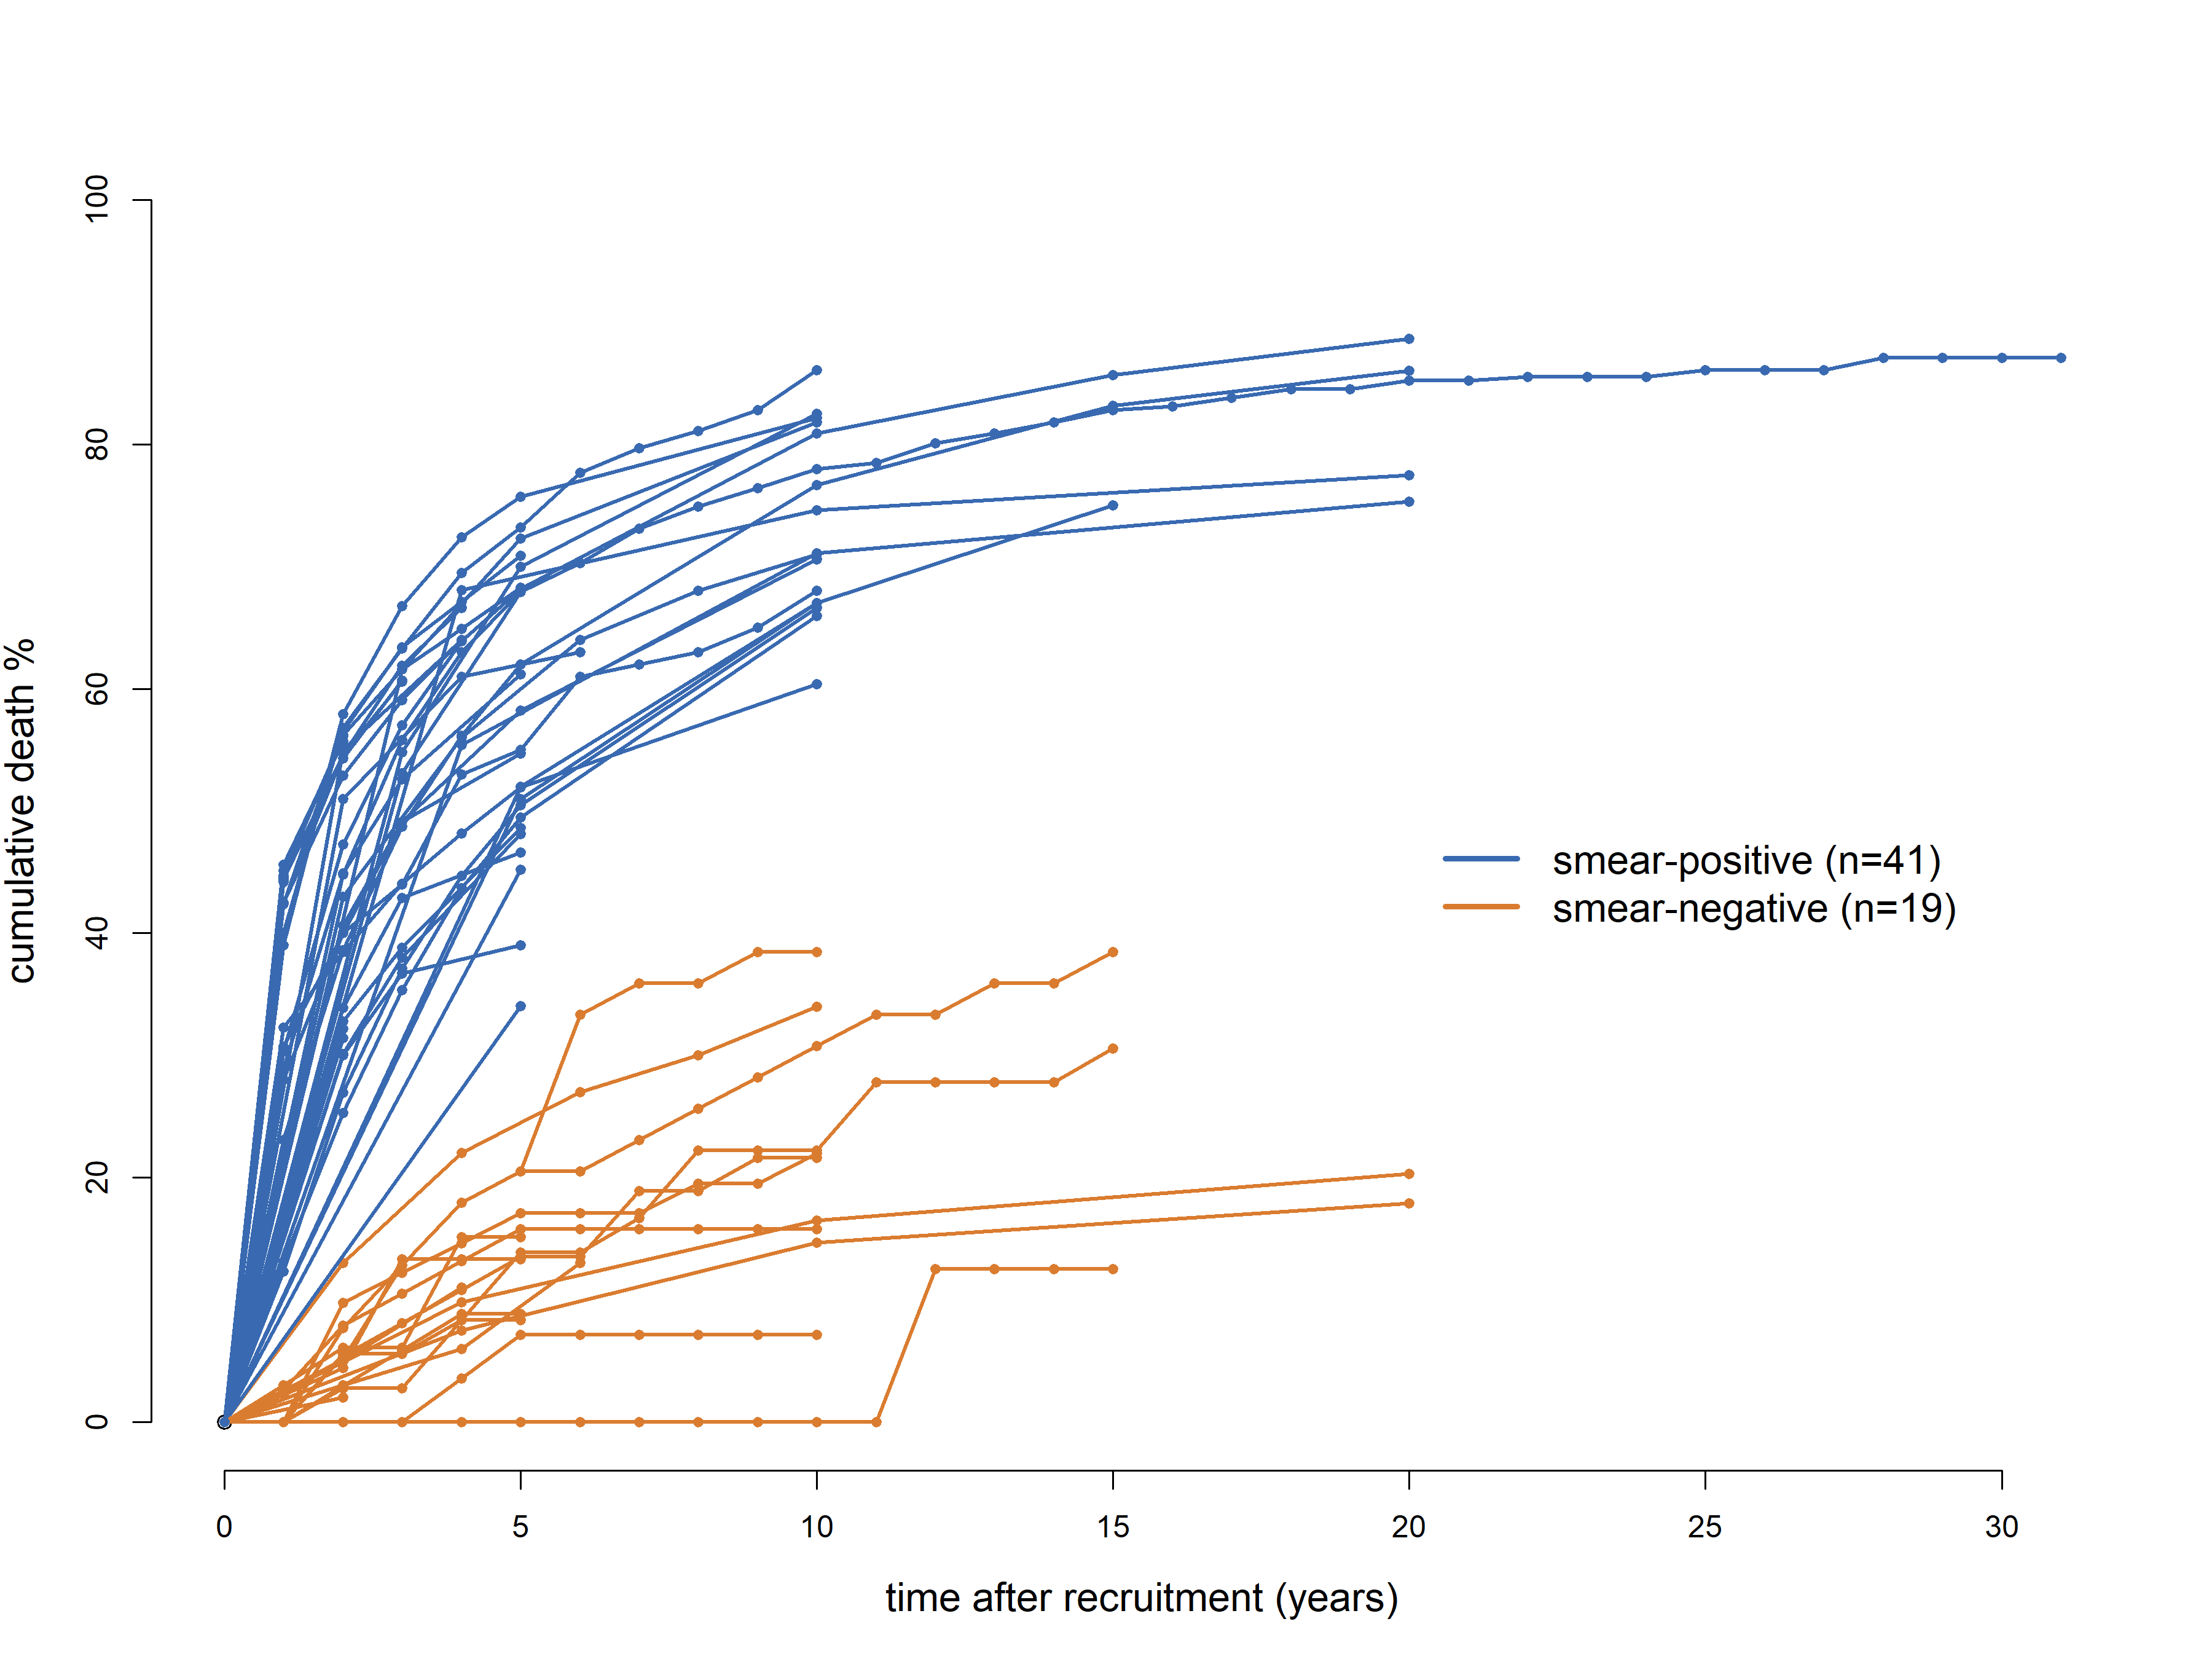 100
80
60
40
20
0
cumulative death %
smear-positive (n=41)
smear-negative (n=19)
0 5 10 15 20 25 30
time after recruitment (years)